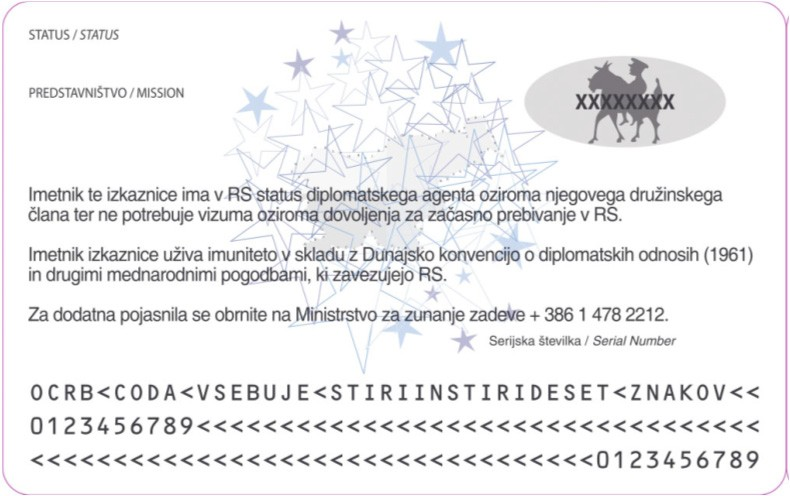 STATUS / STATUS
XXXXXXXX
PREDSTAVNIŠTVO / MISSION
Imetnik te izkaznice ima v RS status diplomatskega agenta oziroma njegovega družinskega
člana ter ne potrebuje vizuma oziroma dovoljenja za začasno prebivanje v RS.
Imetnik izkaznice uživa imuniteto v skladu z Dunajsko konvencijo o diplomatskih odnosih (1961)
in drugimi mednarodnimi pogodbami, ki zavezujejo RS.
Za dodatna pojasnila se obrnite na Ministrstvo za zunanje zadeve + 386 1 478 2212.
Serijska številka / Serial Number
OCRB<CODA<VSEBUJE<STIRIINSTIRIDESET<ZNAKOV<<
0123456789<<<<<<<<<<<<<<<<<<<<<<<<<<<<<<<<<<
<<<<<<<<<<<<<<<<<<<<<<<<<<<<<<<<<<0123456789